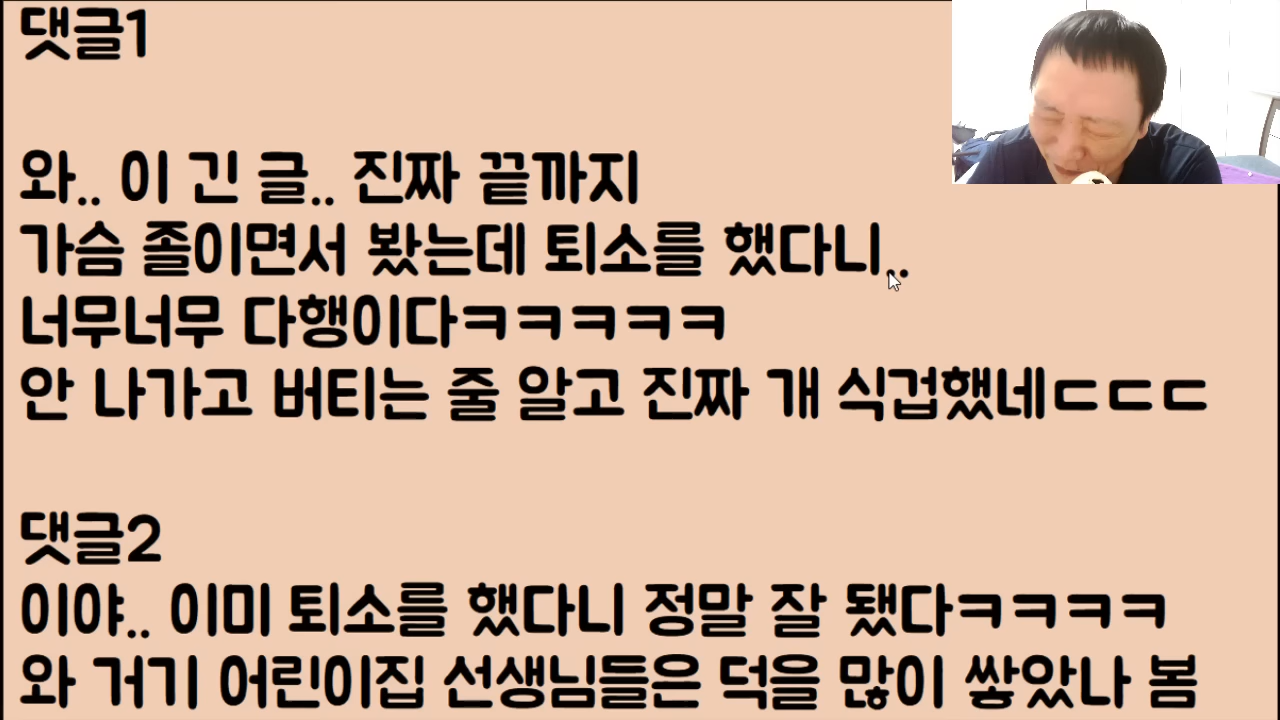 댓글1
와.. 이 긴 글.. 진짜 끝까지
가슴 졸이면서 봤는데 퇴소를 했다니..
너무너무 다행이다ㅋㅋㅋㅋㅋ
안 나가고 버티는 줄 알고 진짜 개 식겁했네ㄷㄷㄷ
댓글2
이야.. 이미 퇴소를 했다니 정말 잘 됐다ㅋㅋㅋㅋ
와 거기 어린이집 선생님들은 덕을 많이 쌓았나 봄